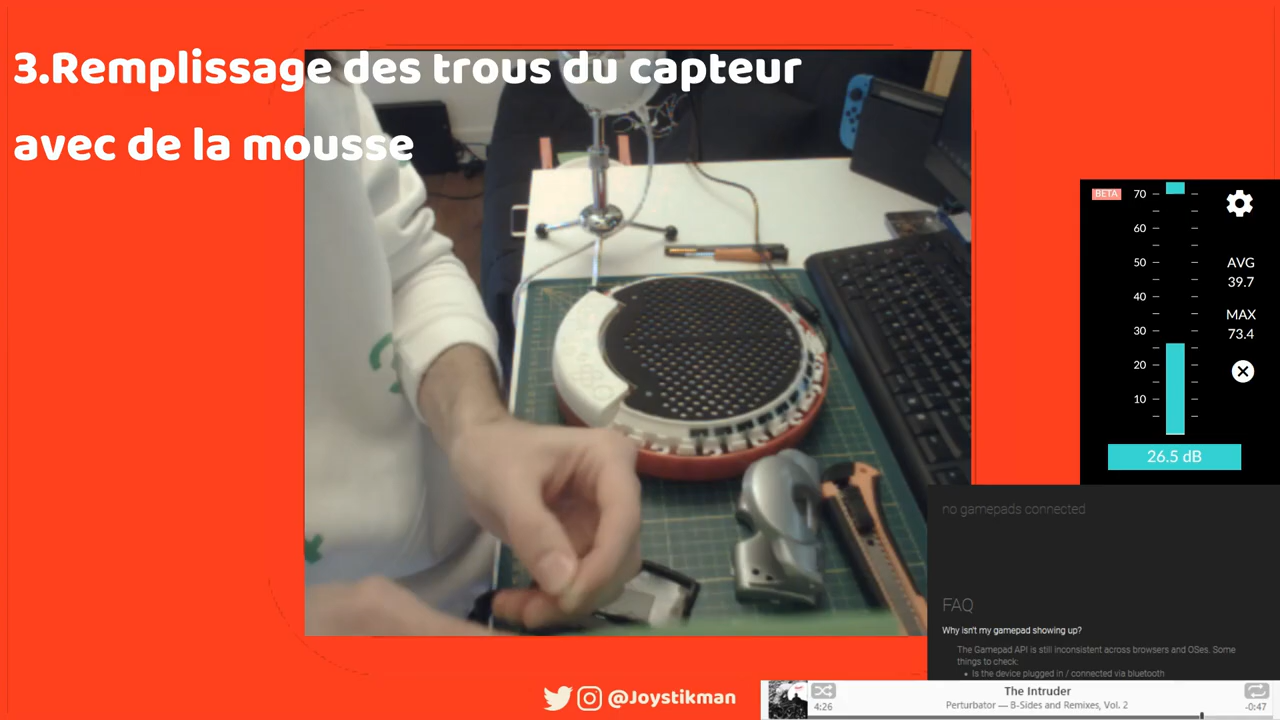 3.Remplissage des trous du capteur
avec de la mousse
BETA
70
60
50
40
30
20
10
AVG
39.7
MAX
73.4
26.5 dB
no gamepads connected
FAQ
Why isn't my gamepad showing up?
The Gamepad API is still inconsistent across browsers and OSes. Some
things to check:
• Is the device plugged in / connected via bluetooth
@Joystikman
The Intruder
4:26
Perturbator — B-Sides and Remixes, Vol. 2
-0:47